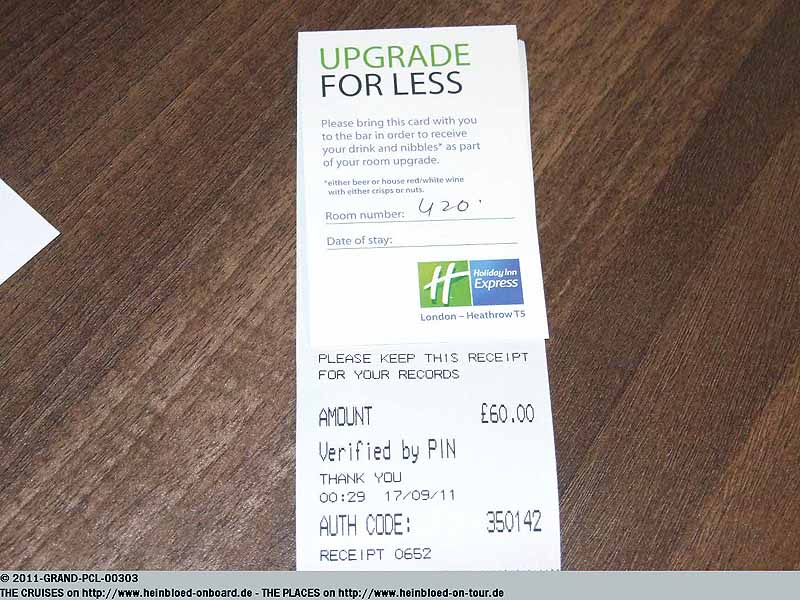 UPGRADE
FOR LESS
Please bring this card with you
to the bar in order to receive
your drink and nibbles* as part
of your room upgrade.
*either beer or house red/white wine
with either crisps or nuts.
Room number: 420
Date of stay:
Holiday Inn
Express
London – Heathrow T5
PLEASE KEEP THIS RECEIPT
FOR YOUR RECORDS
AMOUNT £60.00
Verified by PIN
THANK YOU
00:29 17/09/11
AUTH CODE: 350142
RECEIPT 0652
© 2011-GRAND-PCL-00303
THE CRUISES on http://www.heinbloed-onboard.de - THE PLACES on http://www.heinbloed-on-tour.de